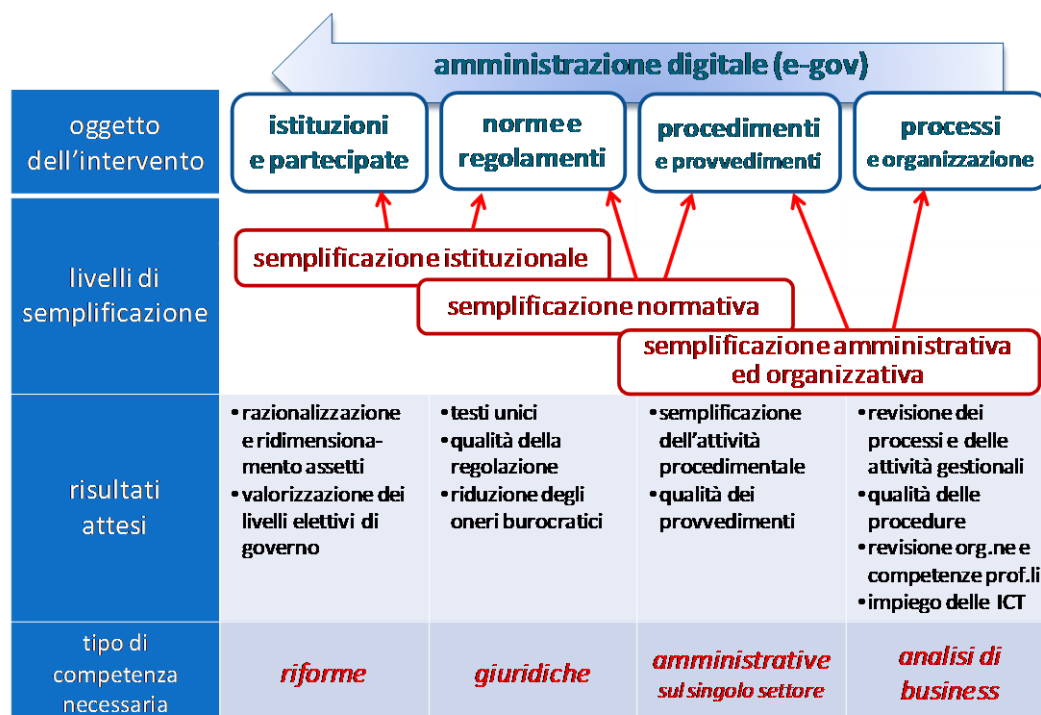 amministrazione digitale (e-gov)
oggetto
dell'intervento
istituzioni
e partecipate
norme e
regolamenti
procedimenti
e provvedimenti
processi
e organizzazione
livelli di
semplificazione
semplificazione istituzionale
semplificazione normativa
semplificazione amministrativa
ed organizzativa
risultati
attesi
•razionalizzazione
e ridimensiona-
mento assetti
•valorizzazione dei
livelli elettivi di
governo
•testi unici
•qualità della
regolazione
•riduzione degli
oneri burocratici
•semplificazione
dell'attività
procedimentale
•qualità dei
provvedimenti
•revisione dei
processi e delle
attività gestionali
•qualità delle
procedure
•revisione org.ne e
competenze prof.li
•impiego delle ICT
tipo di
competenza
necessaria
riforme
giuridiche
amministrative
sul singolo settore
analisi di
business